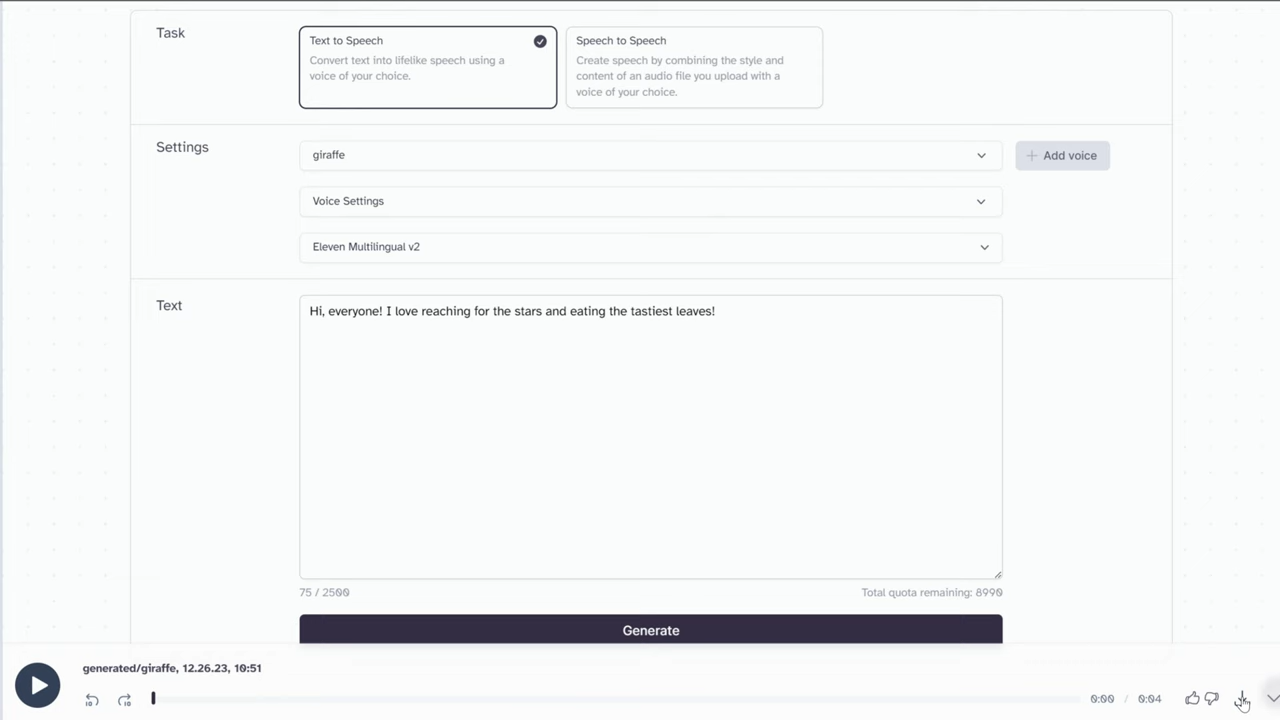 Task
Text to Speech
Convert text into lifelike speech using a
voice of your choice.
Speech to Speech
Create speech by combining the style and
content of an audio file you upload with a
voice of your choice.
Settings
giraffe
Add voice
Voice Settings
Eleven Multilingual v2
Text
Hi, everyone! I love reaching for the stars and eating the tastiest leaves!
75 / 2500
Total quota remaining: 8990
Generate
generated/giraffe, 12.26.23, 10:51
10
10
0:00 / 0:04